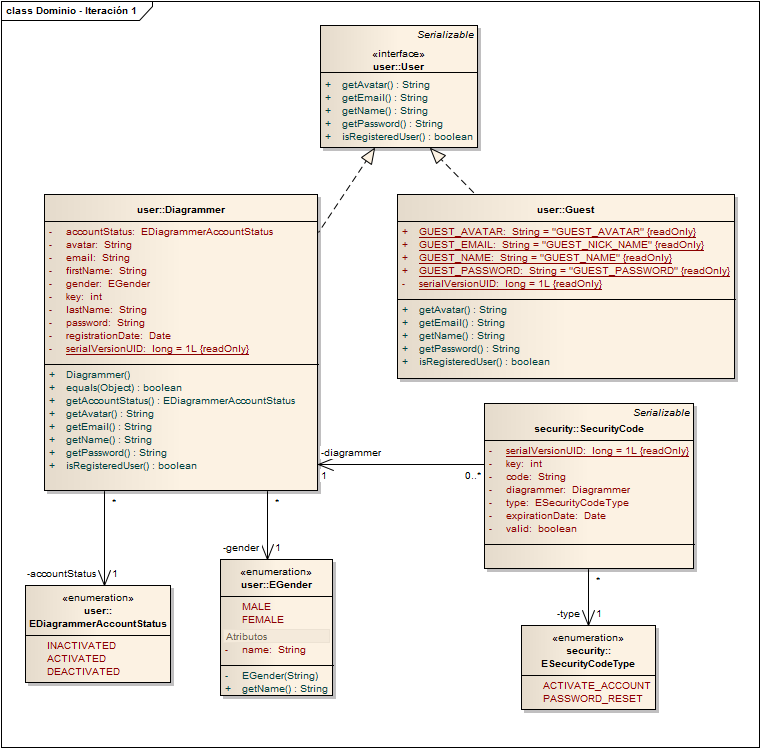 class Dominio - Iteración 1
Serializable
«interface»
user::User
+ getAvatar() : String
+ getEmail() : String
+ getName() : String
+ getPassword() : String
+ isRegisteredUser() : boolean
user::Diagrammer
- accountStatus: EDiagrammerAccountStatus
- avatar: String
- email: String
- firstName: String
- gender: EGender
- key: int
- lastName: String
- password: String
- registrationDate: Date
- serialVersionUID: long = 1L {readOnly}
+ Diagrammer()
+ equals(Object) : boolean
+ getAccountStatus() : EDiagrammerAccountStatus
+ getAvatar() : String
+ getEmail() : String
+ getName() : String
+ getPassword() : String
+ isRegisteredUser() : boolean
user::Guest
+ GUEST_AVATAR: String = "GUEST_AVATAR" {readOnly}
+ GUEST_EMAIL: String = "GUEST_NICK_NAME" {readOnly}
+ GUEST_NAME: String = "GUEST_NAME" {readOnly}
+ GUEST_PASSWORD: String = "GUEST_PASSWORD" {readOnly}
- serialVersionUID: long = 1L {readOnly}
+ getAvatar() : String
+ getEmail() : String
+ getName() : String
+ getPassword() : String
+ isRegisteredUser() : boolean
Serializable
security::SecurityCode
- serialVersionUID: long = 1L {readOnly}
- key: int
- code: String
- diagrammer: Diagrammer
- type: ESecurityCodeType
- expirationDate: Date
- valid: boolean
-diagrammer
1
0..*
*
-accountStatus
1
*
-gender
1
*
-type
1
«enumeration»
user::
EDiagrammerAccountStatus
INACTIVATED
ACTIVATED
DEACTIVATED
«enumeration»
user::EGender
MALE
FEMALE
Atributos
- name: String
- EGender(String)
+ getName() : String
«enumeration»
security::
ESecurityCodeType
ACTIVATE_ACCOUNT
PASSWORD_RESET